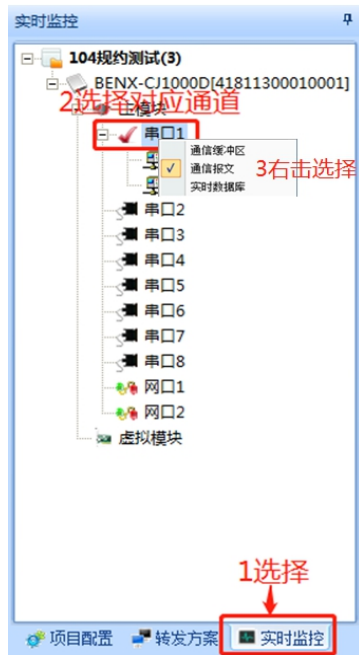 实时监控
104规约测试(3)
BENX-CJ1000D[41811300010001]
2选择对应通道
主模块
串口1
通信缓冲区
通信报文
实时数据库
3右击选择
串口2
串口3
串口4
串口5
串口6
串口7
串口8
网口1
网口2
虚拟模块
1选择
项目配置
转发方案
实时监控